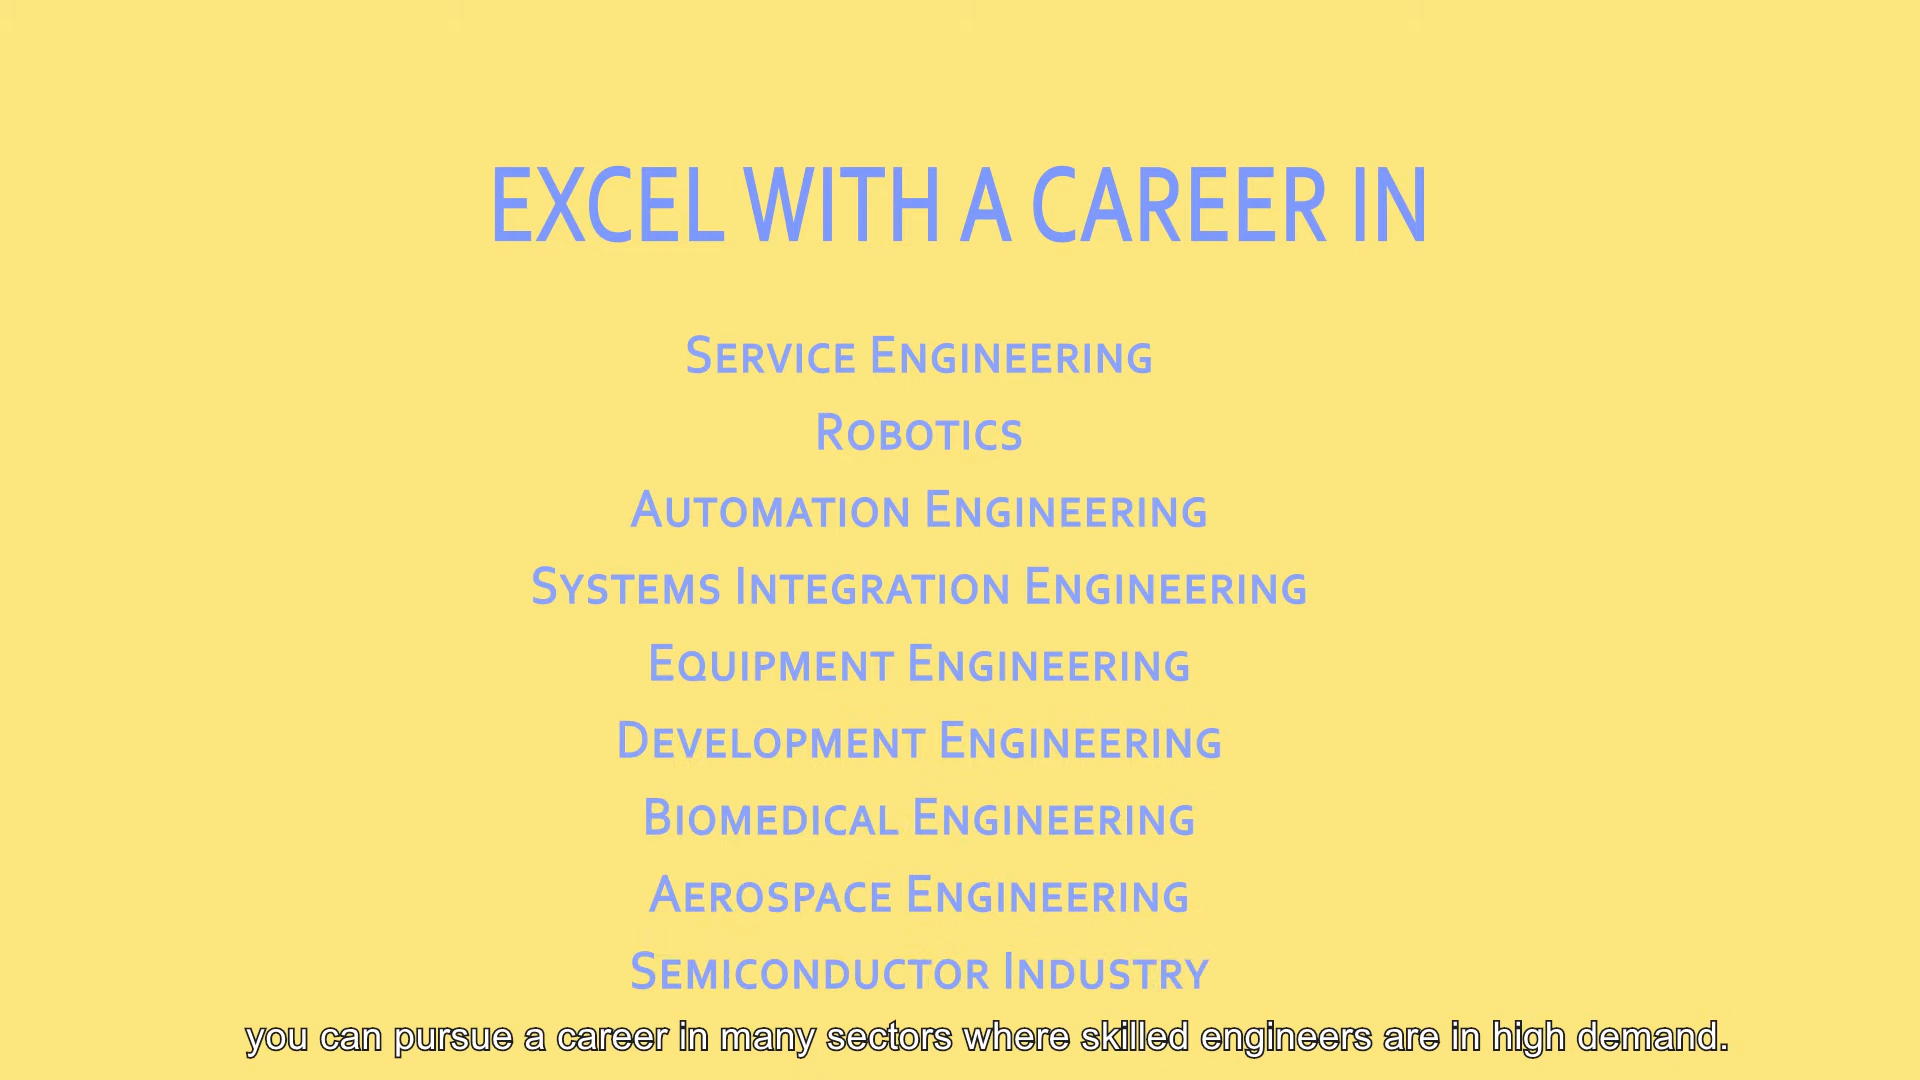 EXCEL WITH A CAREER IN
Service Engineering
Robotics
Automation Engineering
Systems Integration Engineering
Equipment Engineering
Development Engineering
Biomedical Engineering
Aerospace Engineering
Semiconductor Industry
you can pursue a career in many sectors where skilled engineers are in high demand.